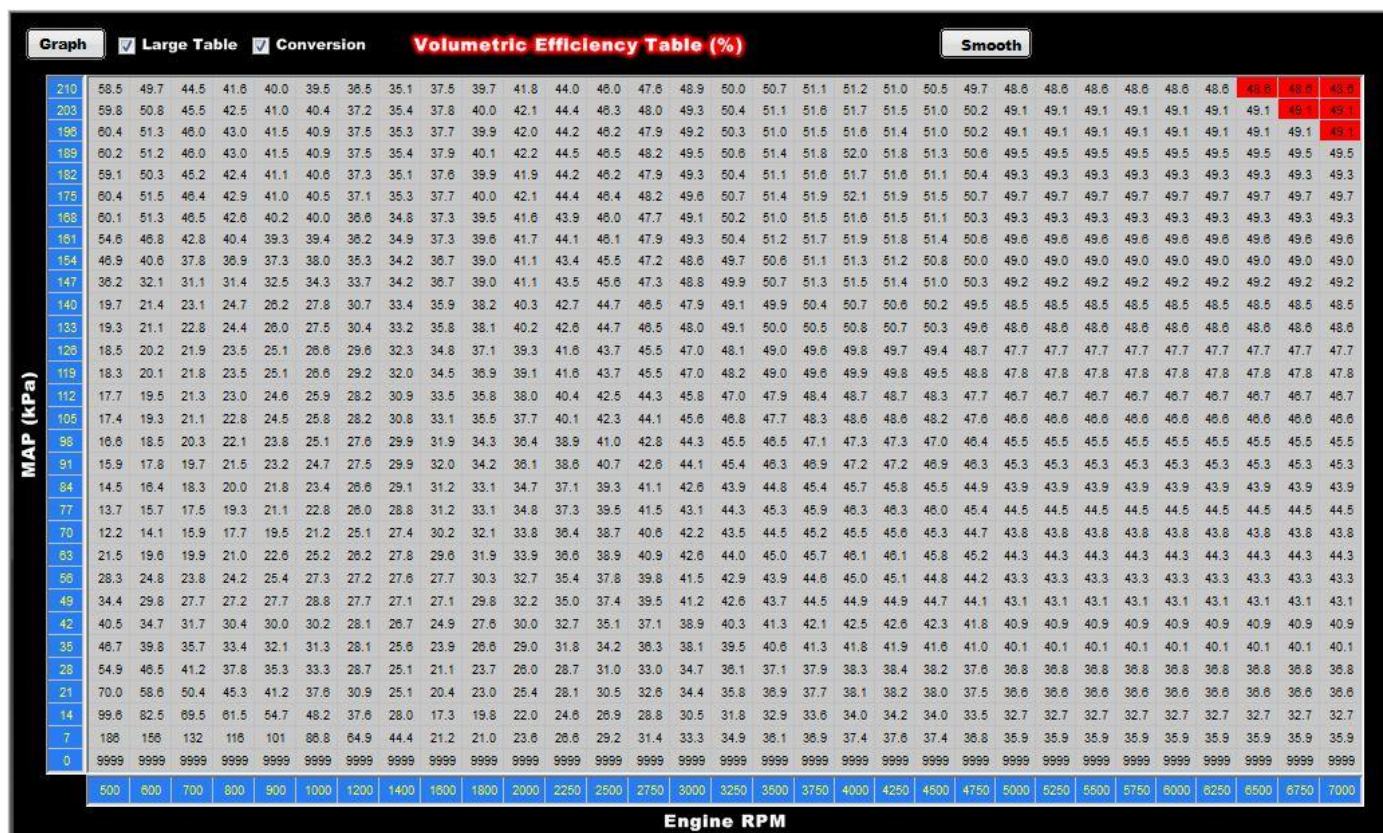 Graph Large Table Conversion Volumetric Efficiency Table (%) Smooth
210 58.5 49.7 44.5 41.6 40.0 39.5 36.5 35.1 37.5 39.7 41.8 44.0 46.0 47.6 48.9 50.0 50.7 51.1 51.2 51.0 50.5 49.7 48.6 48.6 48.6 48.6 48.6 48.6 48.6 48.6 48.6
203 59.8 50.8 45.5 42.5 41.0 40.4 37.2 35.4 37.8 40.0 42.1 44.4 46.3 48.0 49.3 50.4 51.1 51.6 51.7 51.5 51.0 50.2 49.1 49.1 49.1 49.1 49.1 49.1 49.1 49.1 49.1
196 60.4 51.3 46.0 43.0 41.5 40.9 37.5 35.3 37.7 39.9 42.0 44.2 46.2 47.9 49.2 50.3 51.0 51.5 51.6 51.4 51.0 50.2 49.1 49.1 49.1 49.1 49.1 49.1 49.1 49.1 49.1
189 60.2 51.2 46.0 43.0 41.5 40.9 37.5 35.4 37.9 40.1 42.2 44.5 46.5 48.2 49.5 50.6 51.4 51.8 52.0 51.8 51.3 50.6 49.5 49.5 49.5 49.5 49.5 49.5 49.5 49.5 49.5
182 59.1 50.3 45.2 42.4 41.1 40.6 37.3 35.1 37.6 39.9 41.9 44.2 46.2 47.9 49.3 50.4 51.1 51.6 51.7 51.6 51.1 50.4 49.3 49.3 49.3 49.3 49.3 49.3 49.3 49.3 49.3
175 60.4 51.5 46.4 42.9 41.0 40.5 37.1 35.3 37.7 40.0 42.1 44.4 46.4 48.2 49.6 50.7 51.4 51.9 52.1 51.9 51.5 50.7 49.7 49.7 49.7 49.7 49.7 49.7 49.7 49.7 49.7
168 60.1 51.3 46.5 42.6 40.2 40.0 36.6 34.8 37.3 39.5 41.6 43.9 46.0 47.7 49.1 50.2 51.0 51.5 51.6 51.5 51.1 50.3 49.3 49.3 49.3 49.3 49.3 49.3 49.3 49.3 49.3
161 54.6 46.8 42.8 40.4 39.3 39.4 36.2 34.9 37.3 39.6 41.7 44.1 46.1 47.9 49.3 50.4 51.2 51.7 51.9 51.8 51.4 50.6 49.6 49.6 49.6 49.6 49.6 49.6 49.6 49.6 49.6
154 46.9 40.6 37.8 36.9 37.3 38.0 35.3 34.2 36.7 39.0 41.1 43.4 45.5 47.2 48.6 49.7 50.6 51.1 51.3 51.2 50.8 50.0 49.0 49.0 49.0 49.0 49.0 49.0 49.0 49.0 49.0
147 36.2 32.1 31.1 31.4 32.5 34.3 33.7 34.2 36.7 39.0 41.1 43.5 45.6 47.3 48.8 49.9 50.7 51.3 51.5 51.4 51.0 50.3 49.2 49.2 49.2 49.2 49.2 49.2 49.2 49.2 49.2
140 19.7 21.4 23.1 24.7 26.2 27.8 30.7 33.4 35.9 38.2 40.3 42.7 44.7 46.5 47.9 49.1 49.9 50.4 50.7 50.6 50.2 49.5 48.5 48.5 48.5 48.5 48.5 48.5 48.5 48.5 48.5
133 19.3 21.1 22.8 24.4 26.0 27.5 30.4 33.2 35.8 38.1 40.2 42.6 44.7 46.5 48.0 49.1 50.0 50.5 50.8 50.7 50.3 49.6 48.6 48.6 48.6 48.6 48.6 48.6 48.6 48.6 48.6
126 18.5 20.2 21.9 23.5 25.1 26.6 29.6 32.3 34.8 37.1 39.3 41.6 43.7 45.5 47.0 48.1 49.0 49.6 49.8 49.7 49.4 48.7 47.7 47.7 47.7 47.7 47.7 47.7 47.7 47.7 47.7
119 18.3 20.1 21.8 23.5 25.1 26.6 29.2 32.0 34.5 36.9 39.1 41.6 43.7 45.5 47.0 48.2 49.0 49.6 49.9 49.8 49.5 48.8 47.8 47.8 47.8 47.8 47.8 47.8 47.8 47.8 47.8
112 17.7 19.5 21.3 23.0 24.6 25.9 28.2 30.9 33.5 35.8 38.0 40.4 42.5 44.3 45.8 47.0 47.9 48.4 48.7 48.7 48.3 47.7 46.7 46.7 46.7 46.7 46.7 46.7 46.7 46.7 46.7
105 17.4 19.3 21.1 22.8 24.5 25.8 28.2 30.8 33.1 35.5 37.7 40.1 42.3 44.1 45.6 46.8 47.7 48.3 48.6 48.6 48.2 47.6 46.6 46.6 46.6 46.6 46.6 46.6 46.6 46.6 46.6
98 16.6 18.5 20.3 22.1 23.8 25.1 27.6 29.9 31.9 34.3 36.4 38.9 41.0 42.8 44.3 45.5 46.5 47.1 47.3 47.3 47.0 46.4 45.5 45.5 45.5 45.5 45.5 45.5 45.5 45.5 45.5
91 15.9 17.8 19.7 21.5 23.2 24.7 27.5 29.9 32.0 34.2 36.1 38.6 40.7 42.6 44.1 45.4 46.3 46.9 47.2 47.2 46.9 46.3 45.3 45.3 45.3 45.3 45.3 45.3 45.3 45.3 45.3
84 14.5 16.4 18.3 20.0 21.8 23.4 26.6 29.1 31.2 33.1 34.7 37.1 39.3 41.1 42.6 43.9 44.8 45.4 45.7 45.8 45.5 44.9 43.9 43.9 43.9 43.9 43.9 43.9 43.9 43.9 43.9
77 13.7 15.7 17.5 19.3 21.1 22.8 26.0 28.8 31.2 33.1 34.8 37.3 39.5 41.5 43.1 44.3 45.3 45.9 46.3 46.3 46.0 45.4 44.5 44.5 44.5 44.5 44.5 44.5 44.5 44.5 44.5
70 12.2 14.1 15.9 17.7 19.5 21.2 25.1 27.4 30.2 32.1 33.8 36.4 38.7 40.6 42.2 43.5 44.5 45.2 45.5 45.6 45.3 44.7 43.8 43.8 43.8 43.8 43.8 43.8 43.8 43.8 43.8
63 21.5 19.6 19.9 21.0 22.6 25.2 26.2 27.8 29.6 31.9 33.9 36.6 38.9 40.9 42.6 44.0 45.0 45.7 46.1 46.1 45.8 45.2 44.3 44.3 44.3 44.3 44.3 44.3 44.3 44.3 44.3
56 28.3 24.8 23.8 24.2 25.4 27.3 27.2 27.6 27.7 30.3 32.7 35.4 37.8 39.8 41.5 42.9 43.9 44.6 45.0 45.1 44.8 44.2 43.3 43.3 43.3 43.3 43.3 43.3 43.3 43.3 43.3
49 34.4 29.8 27.7 27.2 27.7 28.8 27.7 27.1 27.1 29.8 32.2 35.0 37.4 39.5 41.2 42.6 43.7 44.5 44.9 44.9 44.7 44.1 43.1 43.1 43.1 43.1 43.1 43.1 43.1 43.1 43.1
42 40.5 34.7 31.7 30.4 30.0 30.2 28.1 26.7 24.9 27.6 30.0 32.7 35.1 37.1 38.9 40.3 41.3 42.1 42.5 42.6 42.3 41.8 40.9 40.9 40.9 40.9 40.9 40.9 40.9 40.9 40.9
35 46.7 39.8 35.7 33.4 32.1 31.3 28.1 25.6 23.9 26.6 29.0 31.8 34.2 36.3 38.1 39.5 40.6 41.3 41.8 41.9 41.6 41.0 40.1 40.1 40.1 40.1 40.1 40.1 40.1 40.1 40.1
28 54.9 46.5 41.2 37.8 35.3 33.3 28.7 25.1 21.1 23.7 26.0 28.7 31.0 33.0 34.7 36.1 37.1 37.9 38.3 38.4 38.2 37.6 36.8 36.8 36.8 36.8 36.8 36.8 36.8 36.8 36.8
21 70.0 58.6 50.4 45.3 41.2 37.6 30.9 25.1 20.4 23.0 25.4 28.1 30.5 32.6 34.4 35.8 36.9 37.7 38.1 38.2 38.0 37.5 36.6 36.6 36.6 36.6 36.6 36.6 36.6 36.6 36.6
14 99.6 82.5 69.5 61.5 54.7 48.2 37.6 28.0 17.3 19.8 22.0 24.6 26.9 28.8 30.5 31.8 32.9 33.6 34.0 34.2 34.0 33.5 32.7 32.7 32.7 32.7 32.7 32.7 32.7 32.7 32.7
7 186 156 132 116 101 86.8 64.9 44.4 21.2 21.0 23.6 26.6 29.2 31.4 33.3 34.9 36.1 36.9 37.4 37.6 37.4 36.8 35.9 35.9 35.9 35.9 35.9 35.9 35.9 35.9 35.9
0 9999 9999 9999 9999 9999 9999 9999 9999 9999 9999 9999 9999 9999 9999 9999 9999 9999 9999 9999 9999 9999 9999 9999 9999 9999 9999 9999 9999 9999 9999 9999
500 600 700 800 900 1000 1200 1400 1600 1800 2000 2250 2500 2750 3000 3250 3500 3750 4000 4250 4500 4750 5000 5250 5500 5750 6000 6250 6500 6750 7000
MAP (kPa)
Engine RPM